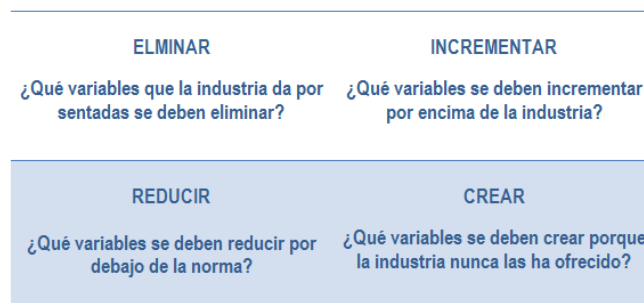 ELMINAR
¿Qué variables que la industria da por
sentadas se deben eliminar?
INCREMENTAR
¿Qué variables se deben incrementar
por encima de la industria?
REDUCIR
¿Qué variables se deben reducir por
debajo de la norma?
CREAR
¿Qué variables se deben crear porque
la industria nunca las ha ofrecido?